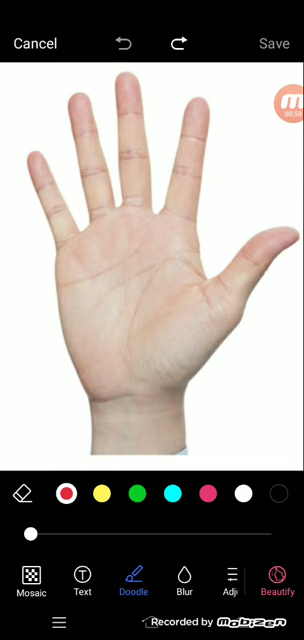 Cancel Save
m
00:59
Mosaic Text Doodle Blur Adj Beautify
Recorded by mobizen